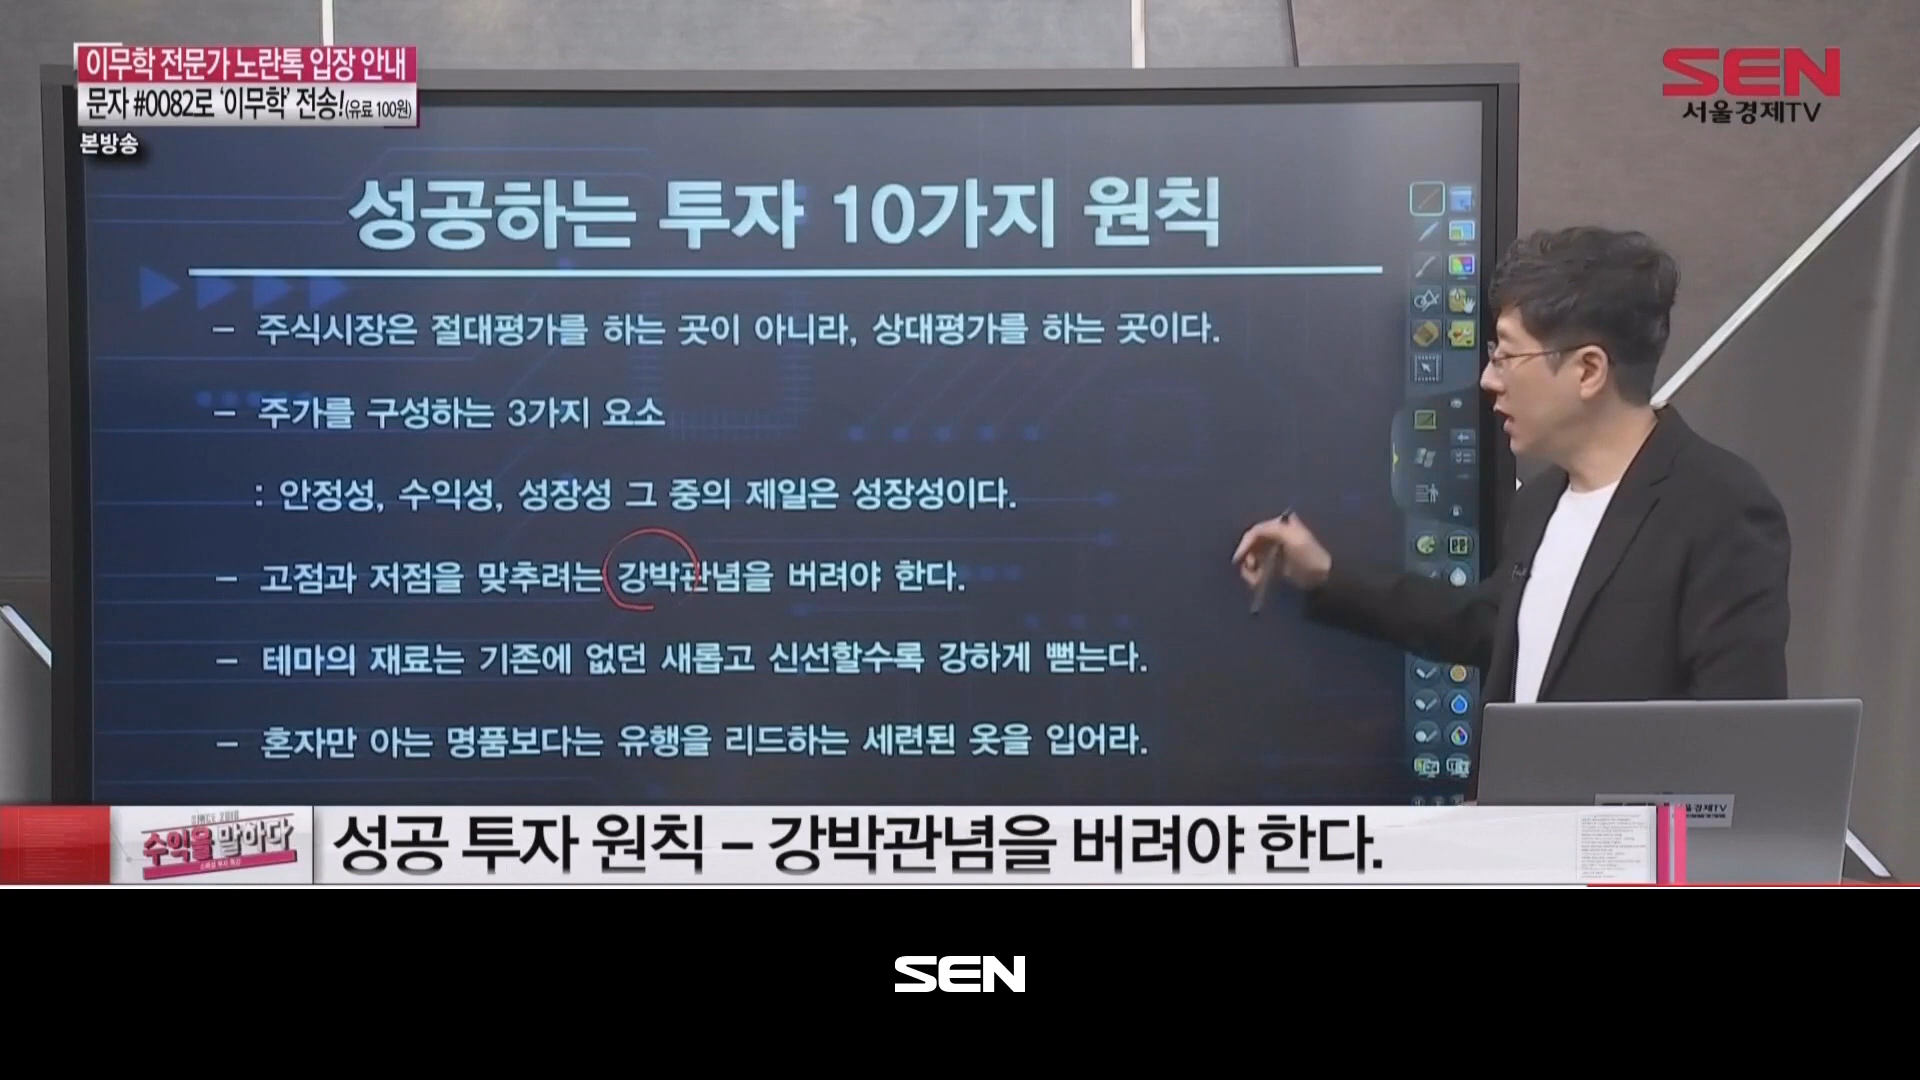 이무학 전문가 노란톡 입장 안내
문자 #0082로 '이무학' 전송!(유료 100원)
본방송
SEN
서울경제TV
성공하는 투자 10가지 원칙
- 주식시장은 절대평가를 하는 곳이 아니라, 상대평가를 하는 곳이다.
- 주가를 구성하는 3가지 요소
: 안정성, 수익성, 성장성 그 중의 제일은 성장성이다.
- 고점과 저점을 맞추려는 강박관념을 버려야 한다.
- 테마의 재료는 기존에 없던 새롭고 신선할수록 강하게 뻗는다.
- 혼자만 아는 명품보다는 유행을 리드하는 세련된 옷을 입어라.
수익을 말하다
성공 투자 원칙 - 강박관념을 버려야 한다.
SEN